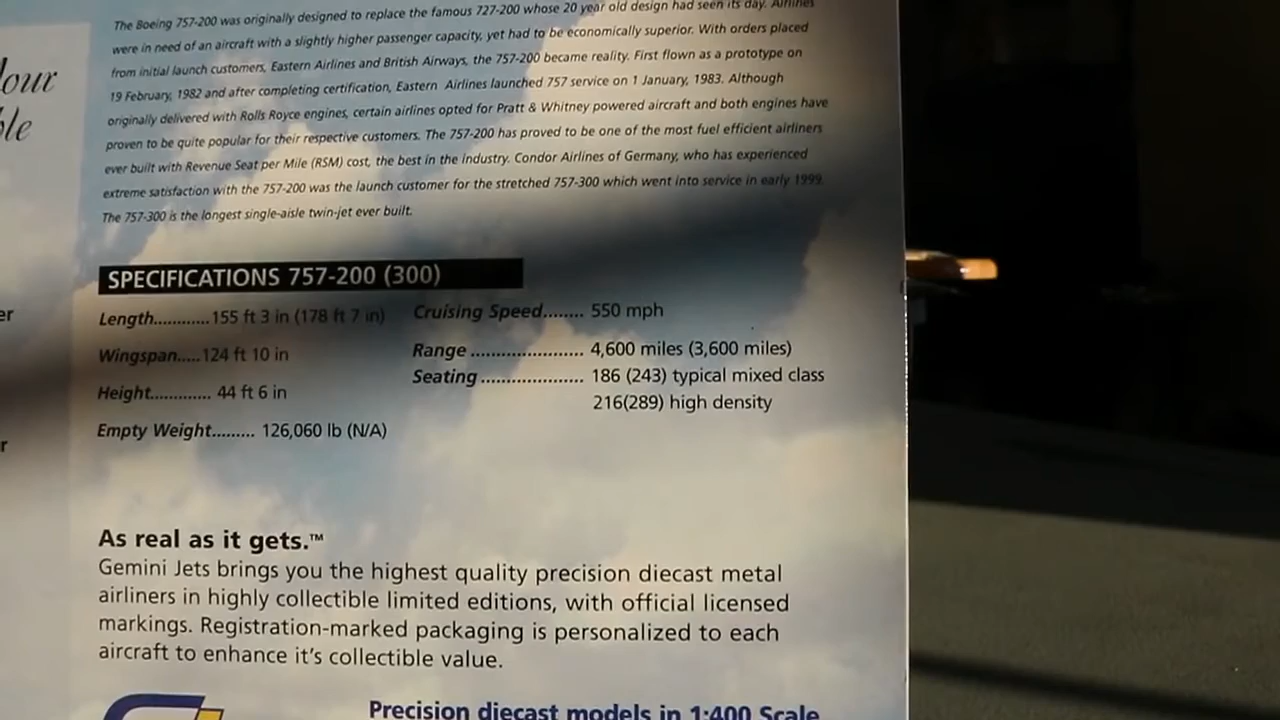 The Boeing 757-200 was originally designed to replace the famous 727-200 whose 20 year old design had seen its day. Airlines
were in need of an aircraft with a slightly higher passenger capacity, yet had to be economically superior. With orders placed
from initial launch customers, Eastern Airlines and British Airways, the 757-200 became reality. First flown as a prototype on
19 February, 1982 and after completing certification, Eastern Airlines launched 757 service on 1 January, 1983. Although
originally delivered with Rolls Royce engines, certain airlines opted for Pratt & Whitney powered aircraft and both engines have
proven to be quite popular for their respective customers. The 757-200 has proved to be one of the most fuel efficient airliners
ever built with Revenue Seat per Mile (RSM) cost, the best in the industry. Condor Airlines of Germany, who has experienced
extreme satisfaction with the 757-200 was the launch customer for the stretched 757-300 which went into service in early 1999.
The 757-300 is the longest single-aisle twin-jet ever built.
SPECIFICATIONS 757-200 (300)
Length............155 ft 3 in (178 ft 7 in)
Wingspan.....124 ft 10 in
Height............. 44 ft 6 in
Empty Weight......... 126,060 lb (N/A)
Cruising Speed........ 550 mph
Range ...................... 4,600 miles (3,600 miles)
Seating .................... 186 (243) typical mixed class
216(289) high density
As real as it gets.™
Gemini Jets brings you the highest quality precision diecast metal
airliners in highly collectible limited editions, with official licensed
markings. Registration-marked packaging is personalized to each
aircraft to enhance it's collectible value.
Precision diecast models in 1:400 Scale